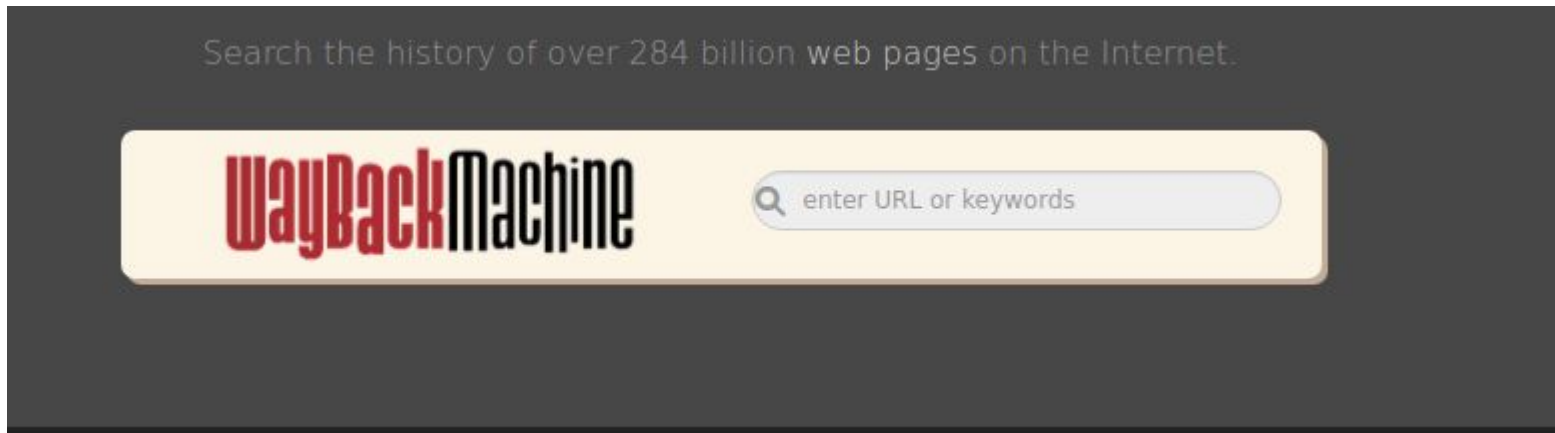 Search the history of over 284 billion web pages on the Internet.
WayBackMachine
enter URL or keywords